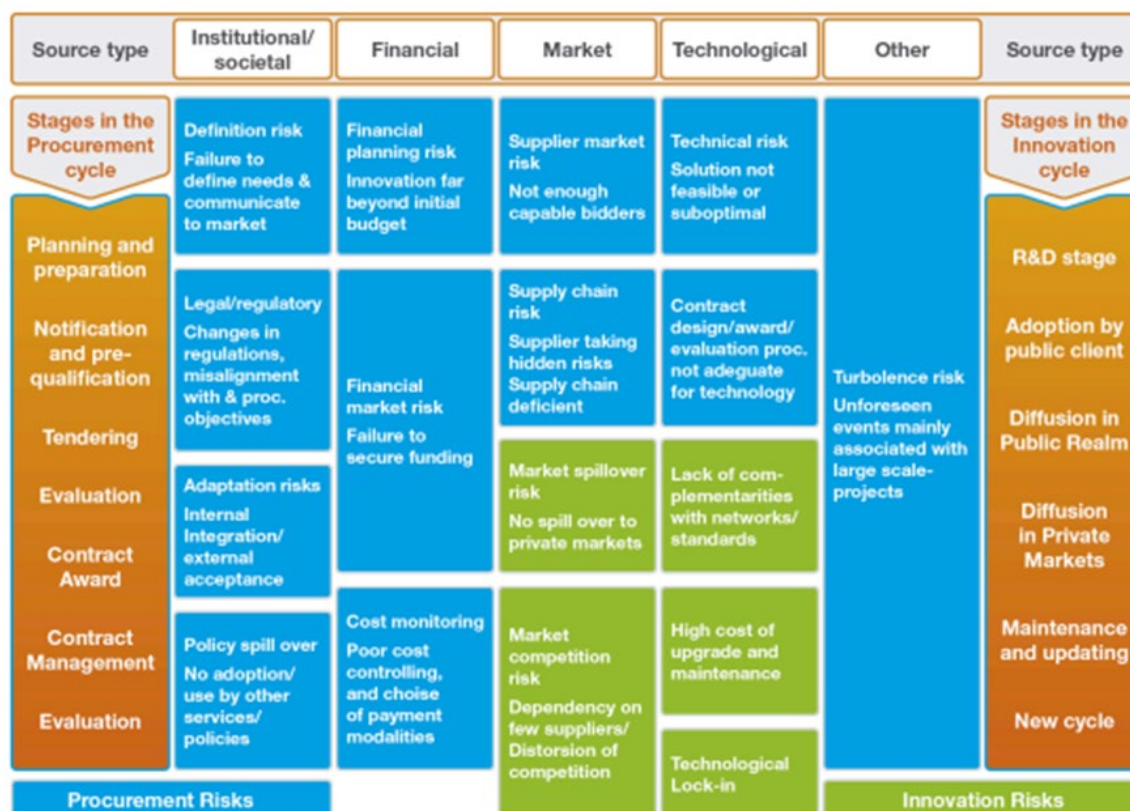 Source type
Institutional/
societal
Financial
Market
Technological
Other
Source type
Stages in the
Procurement
cycle
Planning and
preparation
Notification
and pre-
qualification
Tendering
Evaluation
Contract
Award
Contract
Management
Evaluation
Definition risk
Failure to
define needs &
communicate
to market
Legal/regulatory
Changes in
regulations,
misalignment
with & proc.
objectives
Adaptation risks
Internal
Integration/
external
acceptance
Policy spill over
No adoption/
use by other
services/
policies
Financial
planning risk
Innovation far
beyond initial
budget
Financial
market risk
Failure to
secure funding
Cost monitoring
Poor cost
controlling,
and choise
of payment
modalities
Supplier market
risk
Not enough
capable bidders
Supply chain
risk
Supplier taking
hidden risks
Supply chain
deficient
Market spillover
risk
No spill over to
private markets
Market
competition
risk
Dependency on
few suppliers/
Distorsion of
competition
Technical risk
Solution not
feasible or
suboptimal
Contract
design/award/
evaluation proc.
not adequate
for technology
Lack of com-
plementarities
with networks/
standards
High cost of
upgrade and
maintenance
Technological
Lock-in
Turbolence risk
Unforeseen
events mainly
associated with
large scale-
projects
Stages in the
Innovation
cycle
R&D stage
Adoption by
public client
Diffusion in
Public Realm
Diffusion
in Private
Markets
Maintenance
and updating
New cycle
Procurement Risks
Innovation Risks